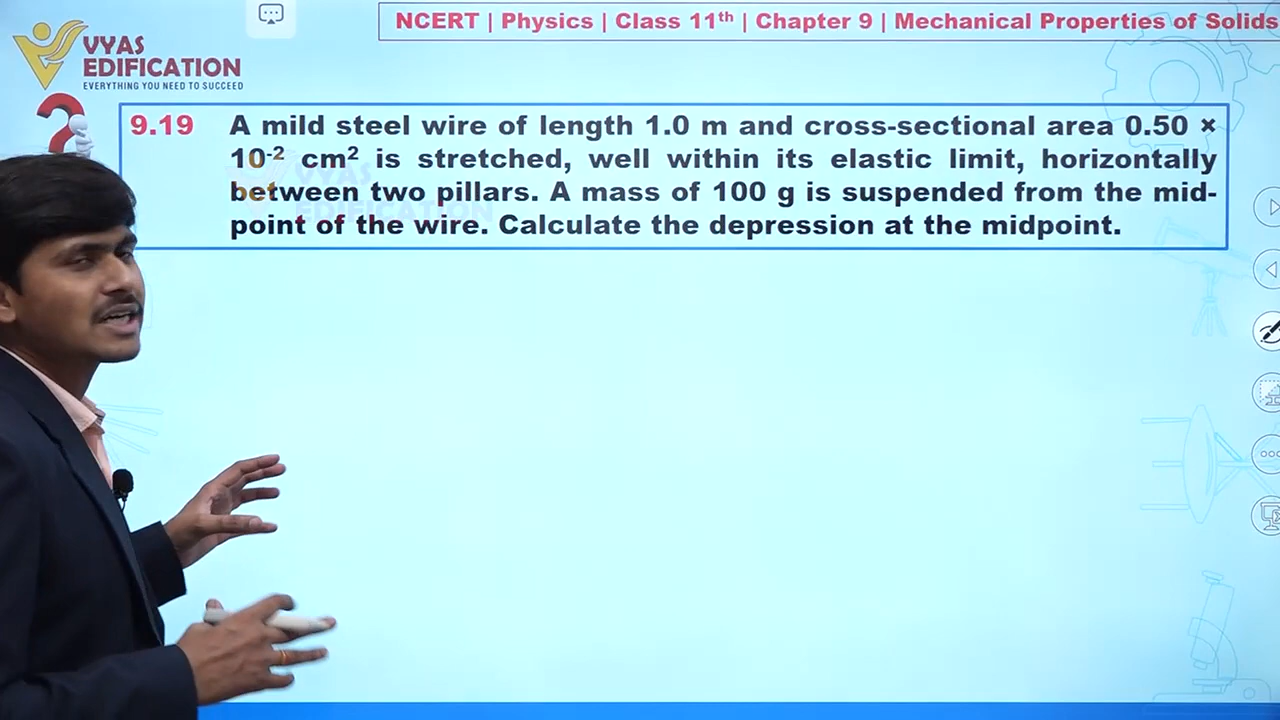 NCERT | Physics | Class 11th | Chapter 9 | Mechanical Properties of Solids
VYAS
EDIFICATION
EVERYTHING YOU NEED TO SUCCEED
9.19 A mild steel wire of length 1.0 m and cross-sectional area 0.50 ×
10-2 cm2 is stretched, well within its elastic limit, horizontally
between two pillars. A mass of 100 g is suspended from the mid-
point of the wire. Calculate the depression at the midpoint.
VYAS
EDIFICATION